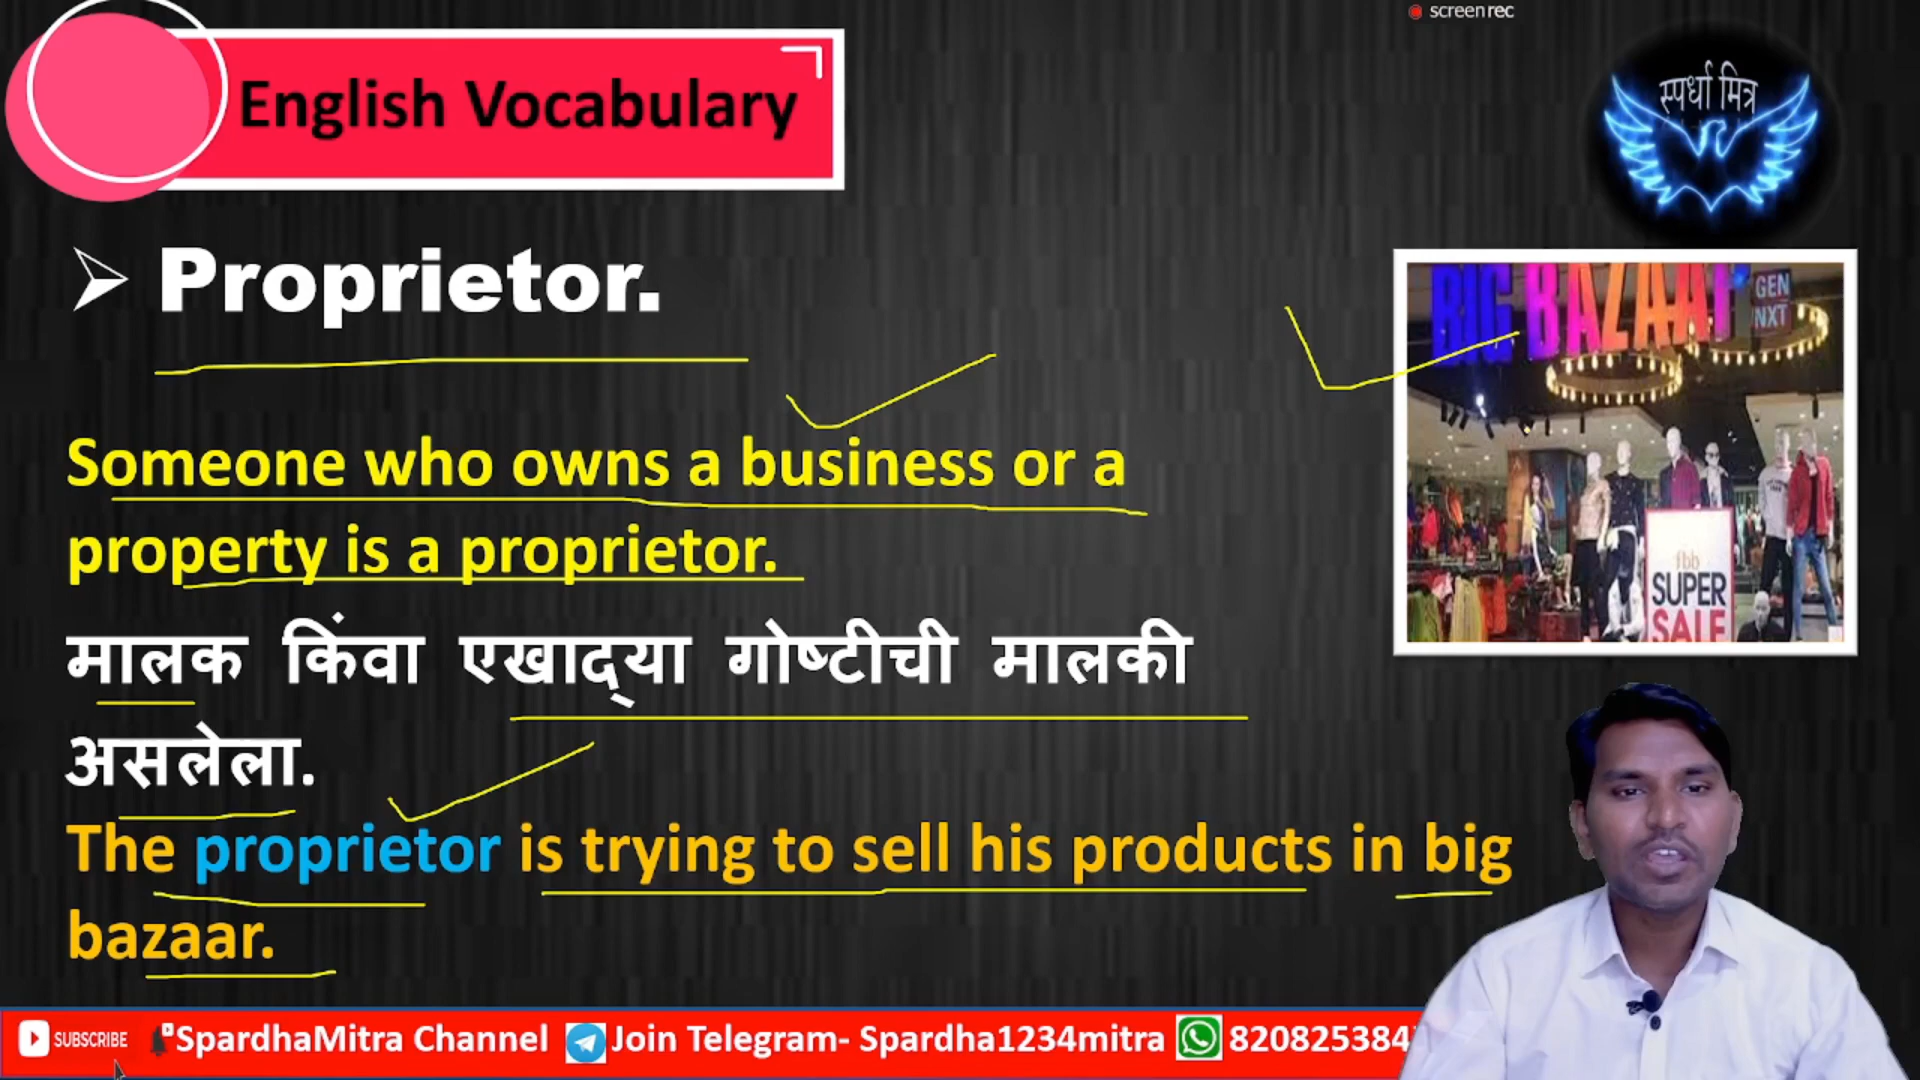 screenrec
English Vocabulary
स्पर्धा मित्र
➢ Proprietor.
BIG BAZAAR
GEN
NXT
Someone who owns a business or a
property is a proprietor.
fbb
SUPER
SALE
मालक किंवा एखाद्या गोष्टीची मालकी
असलेला.
The proprietor is trying to sell his products in big
bazaar.
SUBSCRIBE SpardhaMitra Channel Join Telegram- Spardha1234mitra 820825384